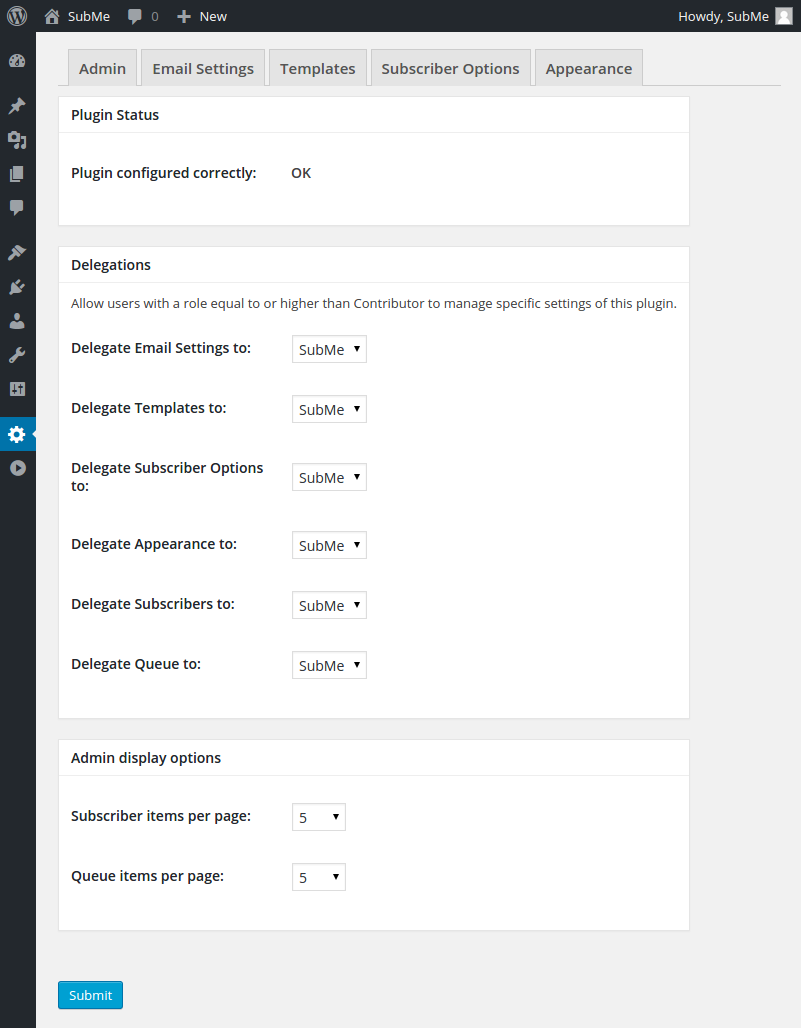 SubMe 0 New Howdy, SubMe
Admin Email Settings Templates Subscriber Options Appearance
Plugin Status
Plugin configured correctly: OK
Delegations
Allow users with a role equal to or higher than Contributor to manage specific settings of this plugin.
Delegate Email Settings to: SubMe
Delegate Templates to: SubMe
Delegate Subscriber Options
to:
SubMe
Delegate Appearance to: SubMe
Delegate Subscribers to: SubMe
Delegate Queue to: SubMe
Admin display options
Subscriber items per page: 5
Queue items per page: 5
Submit